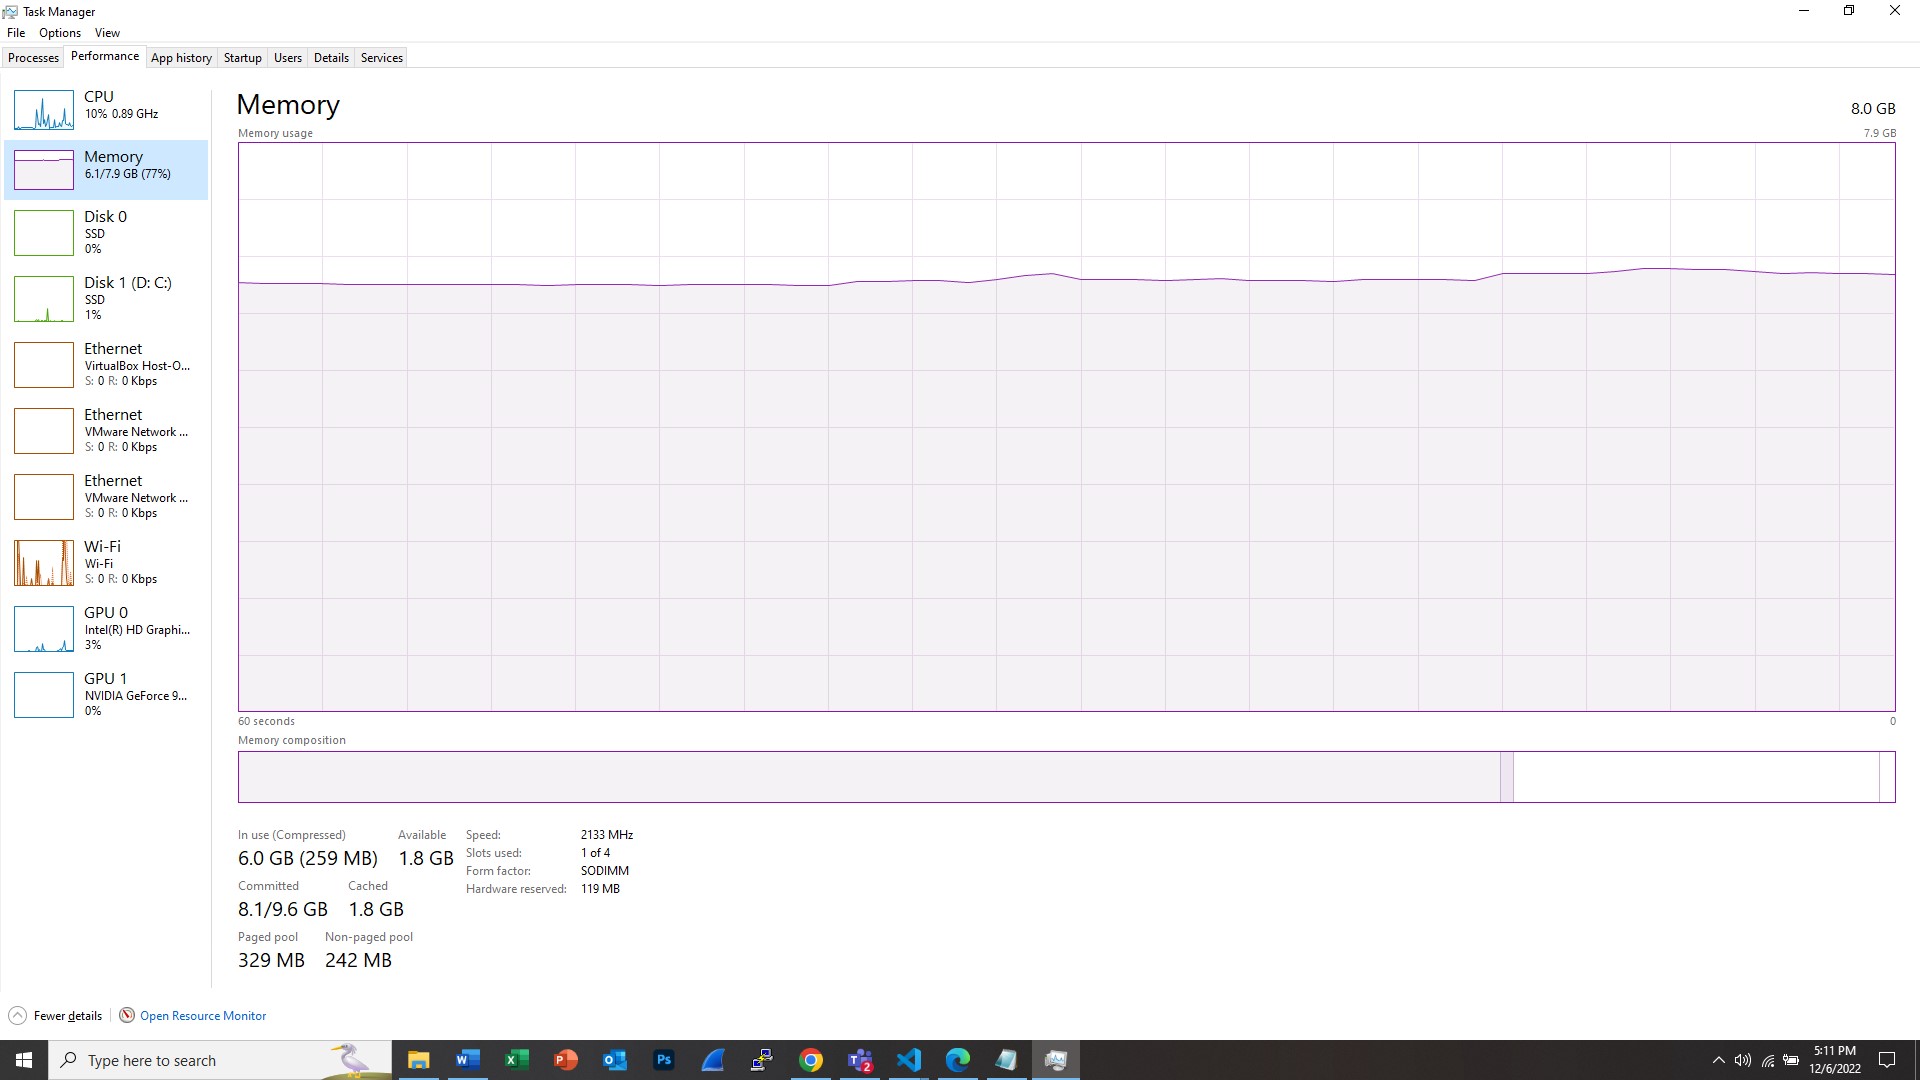 Task Manager
File Options View
Processes Performance App history Startup Users Details Services
CPU
10% 0.89 GHz
Memory
6.1/7.9 GB (77%)
Disk 0
SSD
0%
Disk 1 (D: C:)
SSD
1%
Ethernet
VirtualBox Host-O...
S: 0 R: 0 Kbps
Ethernet
VMware Network ...
S: 0 R: 0 Kbps
Ethernet
VMware Network ...
S: 0 R: 0 Kbps
Wi-Fi
Wi-Fi
S: 0 R: 0 Kbps
GPU 0
Intel(R) HD Graphi...
3%
GPU 1
NVIDIA GeForce 9...
0%
Memory 8.0 GB
Memory usage 7.9 GB
60 seconds 0
Memory composition
In use (Compressed) Available
6.0 GB (259 MB) 1.8 GB
Committed Cached
8.1/9.6 GB 1.8 GB
Paged pool Non-paged pool
329 MB 242 MB
Speed: 2133 MHz
Slots used: 1 of 4
Form factor: SODIMM
Hardware reserved: 119 MB
Fewer details Open Resource Monitor
Type here to search
W X P O Ps 2
5:11 PM
12/6/2022